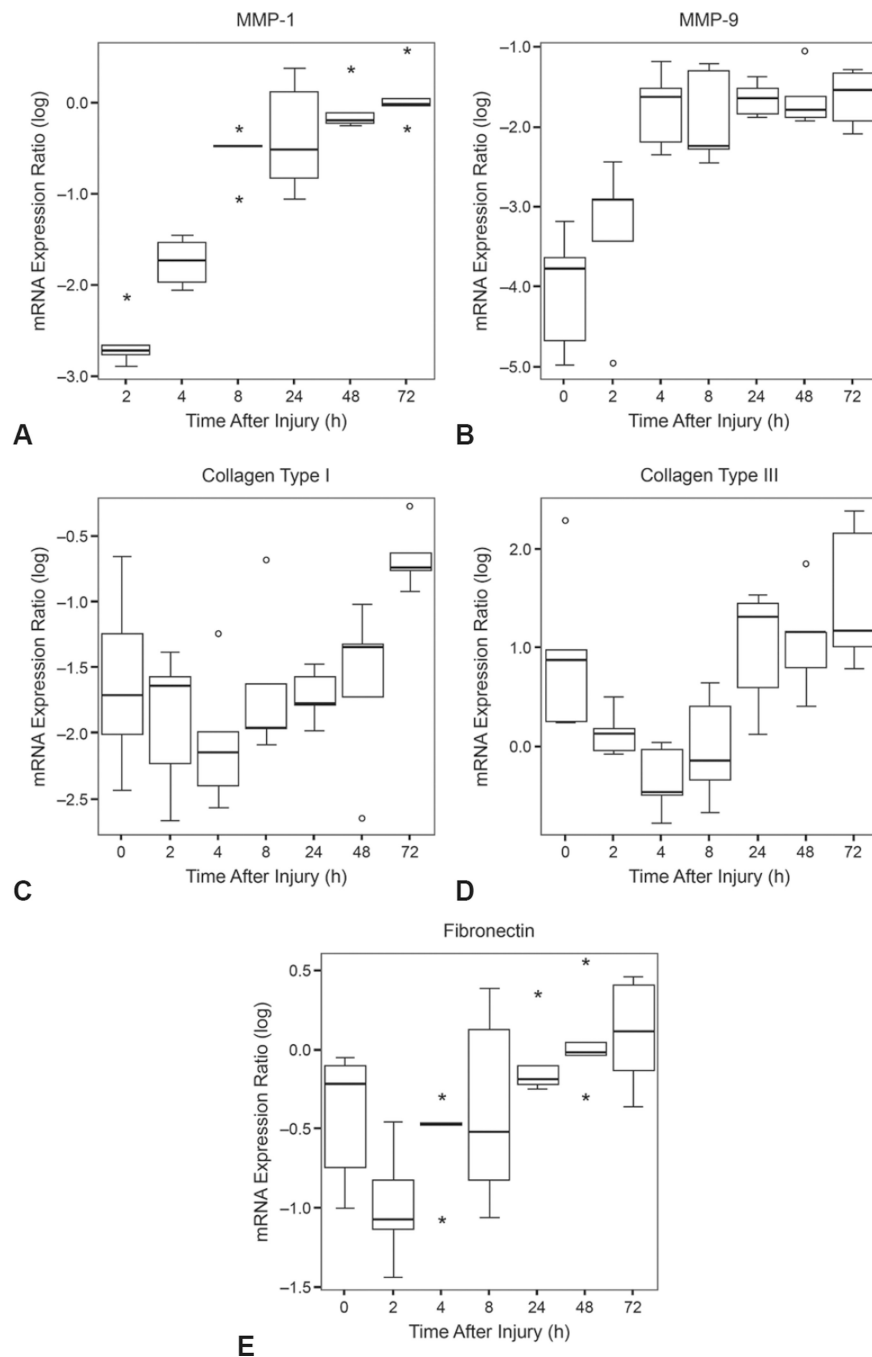 MMP-1
mRNA Expression Ratio (log)
0.0
–1.0
–2.0
–3.0
* * * * * * *
2 4 8 24 48 72
Time After Injury (h)
A
MMP-9
mRNA Expression Ratio (log)
–1.0
–2.0
–3.0
–4.0
–5.0
0 2 4 8 24 48 72
Time After Injury (h)
B
Collagen Type I
mRNA Expression Ratio (log)
–0.5
–1.0
–1.5
–2.0
–2.5
0 2 4 8 24 48 72
Time After Injury (h)
C
Collagen Type III
mRNA Expression Ratio (log)
2.0
1.0
0.0
0 2 4 8 24 48 72
Time After Injury (h)
D
Fibronectin
mRNA Expression Ratio (log)
0.5
0.0
–0.5
–1.0
–1.5
* * * * *
0 2 4 8 24 48 72
Time After Injury (h)
E